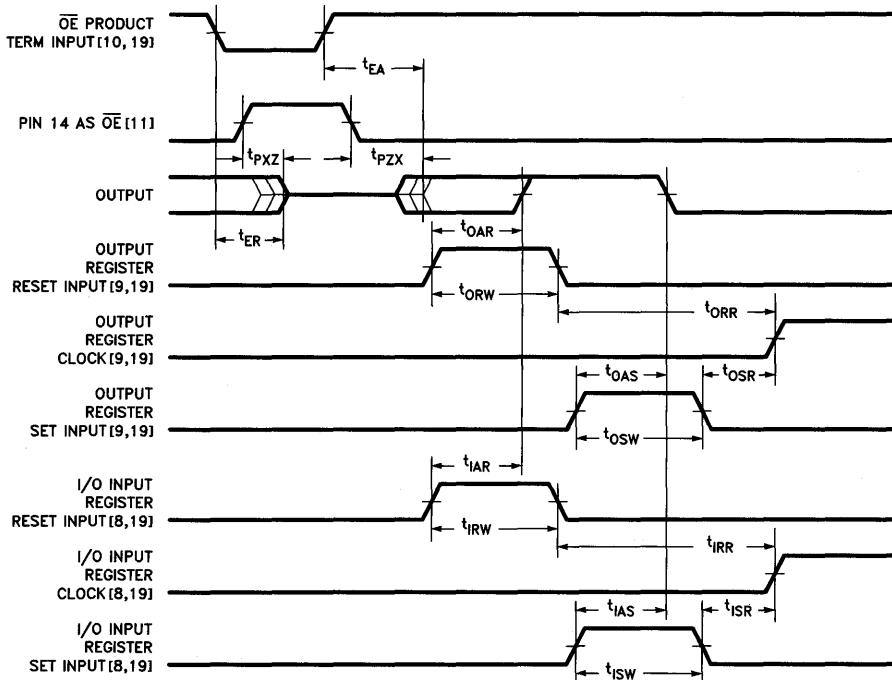 O̅E̅ PRODUCT
TERM INPUT[10, 19]
tEA
PIN 14 AS O̅E̅[11]
tPXZ
tPZX
OUTPUT
tER
tOAR
OUTPUT
REGISTER
RESET INPUT[9,19]
tORW
tORR
OUTPUT
REGISTER
CLOCK[9,19]
tOAS
tOSR
OUTPUT
REGISTER
SET INPUT[9,19]
tOSW
tIAR
I/O INPUT
REGISTER
RESET INPUT[8,19]
tIRW
tIRR
I/O INPUT
REGISTER
CLOCK[8,19]
tIAS
tISR
I/O INPUT
REGISTER
SET INPUT[8,19]
tISW